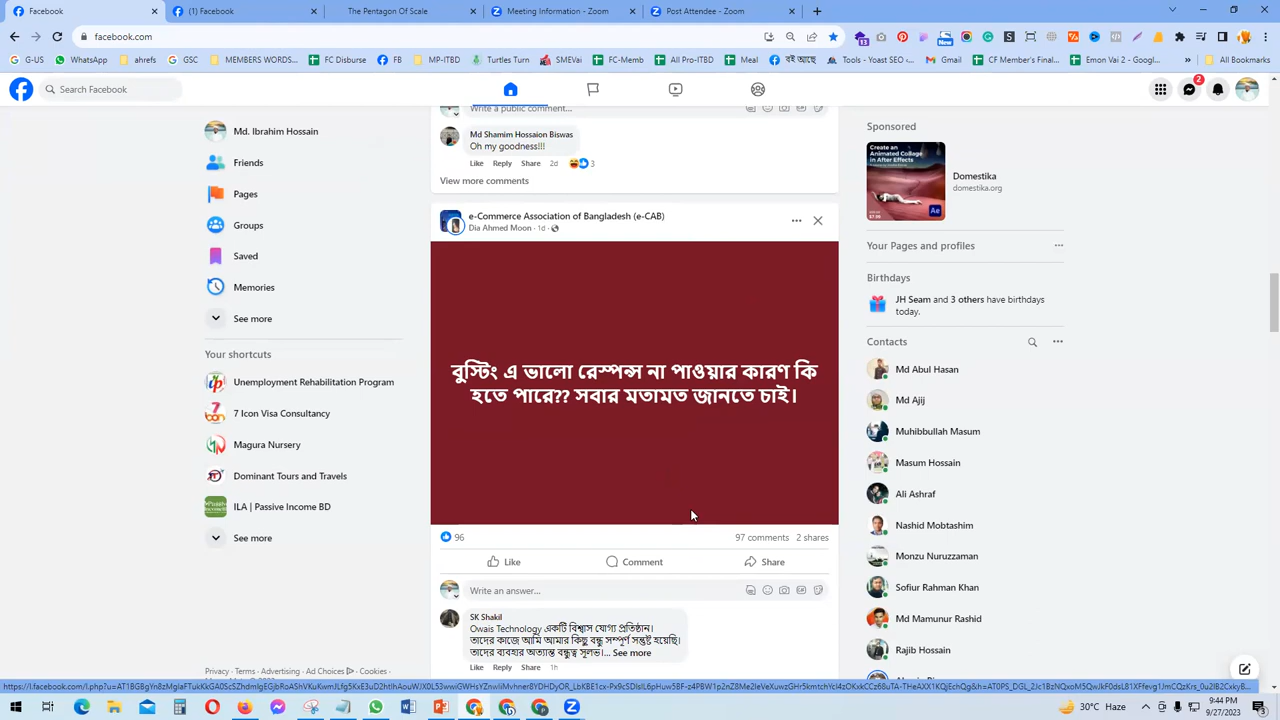 Facebook
(1) Facebook
The Pentagon Of Scale
Launch Meeting - Zoom
e-Cab - AT Depended
facebook.com
G-US
WhatsApp
ahrefs
GSC
MEMBERS WORDS...
FC Disburse
FB
MP-ITBD
Turtles Turn
SMEVai
FC-Memb
All Pro-ITBD
Meal
বই আছে
Tools - Yoast SEO -...
Gmail
CF Member's Final...
Emon Vai 2 - Googl...
All Bookmarks
Search Facebook
2
Md. Ibrahim Hossain
Friends
Pages
Groups
Saved
Memories
See more
Your shortcuts
Unemployment Rehabilitation Program
7 Icon Visa Consultancy
Magura Nursery
Dominant Tours and Travels
ILA | Passive Income BD
See more
Privacy · Terms · Advertising · Ad Choices · Cookies ·
Write a public comment...
Md Shamim Hossaion Biswas
Oh my goodness!!!
Like Reply Share 2d 3
View more comments
e-Commerce Association of Bangladesh (e-CAB)
Dia Ahmed Moon · 1d ·
বুস্টিং এ ভালো রেস্পন্স না পাওয়ার কারণ কি
হতে পারে?? সবার মতামত জানতে চাই।
96
97 comments 2 shares
Like Comment Share
Write an answer...
SK Shakil
Owais Technology একটি বিশ্বাস যোগ্য প্রতিষ্ঠান।
তাদের কাজে আমি আমার কিছু বন্ধু সম্পূর্ণ সন্তুষ্ট হয়েছি।
তাদের ব্যবহার অত্যন্ত বন্ধুত্ব সূলভ।... See more
Like Reply Share 1h
Sponsored
Create an
Animated Collage
in After Effects
Ae
Domestika
domestika.org
Your Pages and profiles
Birthdays
JH Seam and 3 others have birthdays
today.
Contacts
Md Abul Hasan
Md Ajij
Muhibbullah Masum
Masum Hossain
Ali Ashraf
Nashid Mobtashim
Monzu Nuruzzaman
Sofiur Rahman Khan
Md Mamunur Rashid
Rajib Hossain
30°C Haze
9:44 PM
9/27/2023